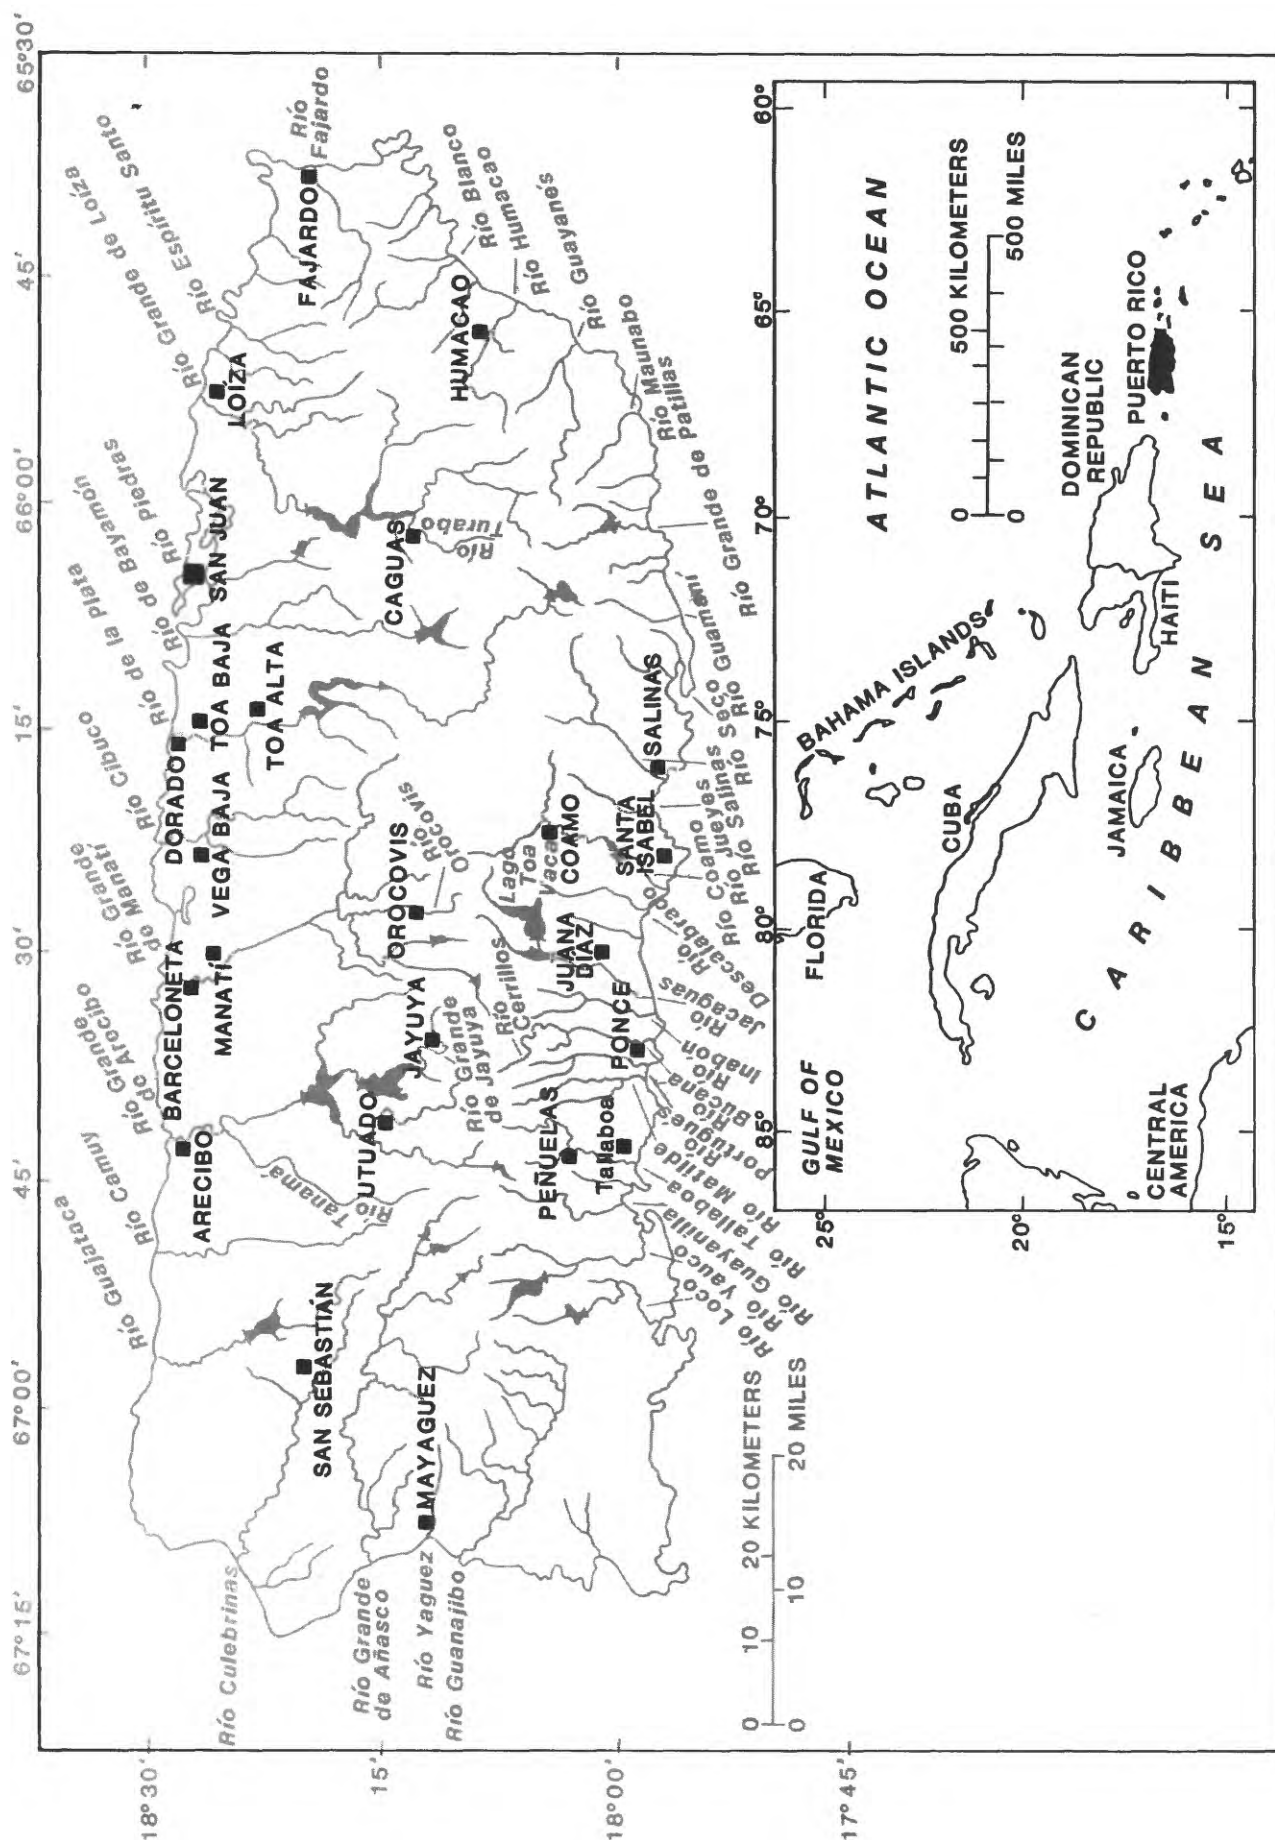 67°15'
67°00'
45'
30'
15'
66°00'
45'
65°30'
18°30'
15'
18°00'
17°45'
Río Guajataca
Río Camuy
Río Grande
de Arecibo
Río Grande
de Manatí
Río Cibuco
Río de la Plata
Río de Bayamón
Río Piedras
Río Grande de Loíza
Río Espíritu Santo
Río
Fajardo
Río Blanco
Río Humacao
Río Guayanés
Río Maunabo
Río Grande de Patillas
Río Guamaní
Río Seco
Río Salinas
Río Jueyes
Río Coamo
Río
Descalabrado
Río
Jacaguas
Río
Inabón
Río
Bucana
Río
Portugués
Río Matilde
Río Tallaboa
Río Guayanilla
Río Yauco
Río Loco
Río Culebrinas
Río Grande
de Añasco
Río Yaguez
Río Guanajibo
ARECIBO
BARCELONETA
MANATÍ
VEGA BAJA
DORADO
TOA BAJA
TOA ALTA
SAN JUAN
LOÍZA
FAJARDO
SAN SEBASTIÁN
Río Tanamá
UTUADO
JAYUYA
Río Grande
de Jayuya
OROCOVIS
Río
Orocovis
CAGUAS
Río
Turabo
HUMACAO
MAYAGUEZ
PEÑUELAS
Tallaboa
PONCE
Río
Cerrillos
JUANA
DÍAZ
Lago
Toa
Vaca
COAMO
SANTA
ISABEL
SALINAS
0 10 20 KILOMETERS
0 10 20 MILES
GULF OF
MEXICO
FLORIDA
BAHAMA ISLANDS
ATLANTIC OCEAN
0 500 KILOMETERS
0 500 MILES
CUBA
JAMAICA
HAITI
DOMINICAN
REPUBLIC
PUERTO RICO
CARIBBEAN SEA
CENTRAL
AMERICA
25°
20°
15°
85°
80°
75°
70°
65°
60°